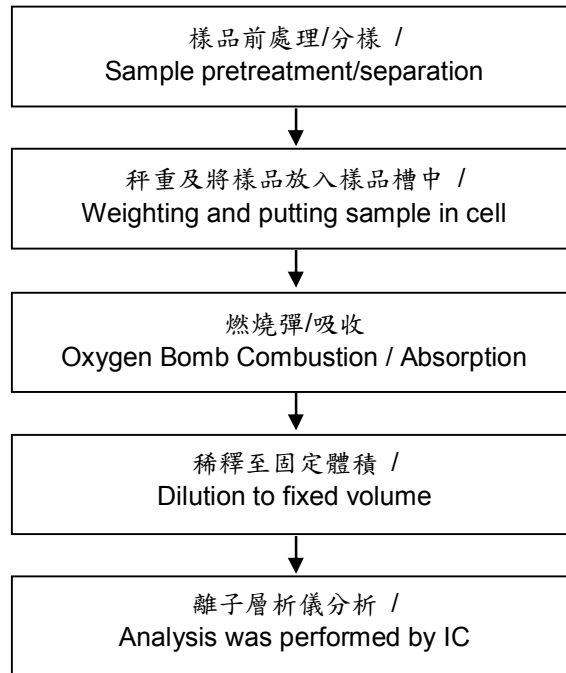 樣品前處理/分樣 /
Sample pretreatment/separation
秤重及將樣品放入樣品槽中 /
Weighting and putting sample in cell
燃燒彈/吸收
Oxygen Bomb Combustion / Absorption
稀釋至固定體積 /
Dilution to fixed volume
離子層析儀分析 /
Analysis was performed by IC